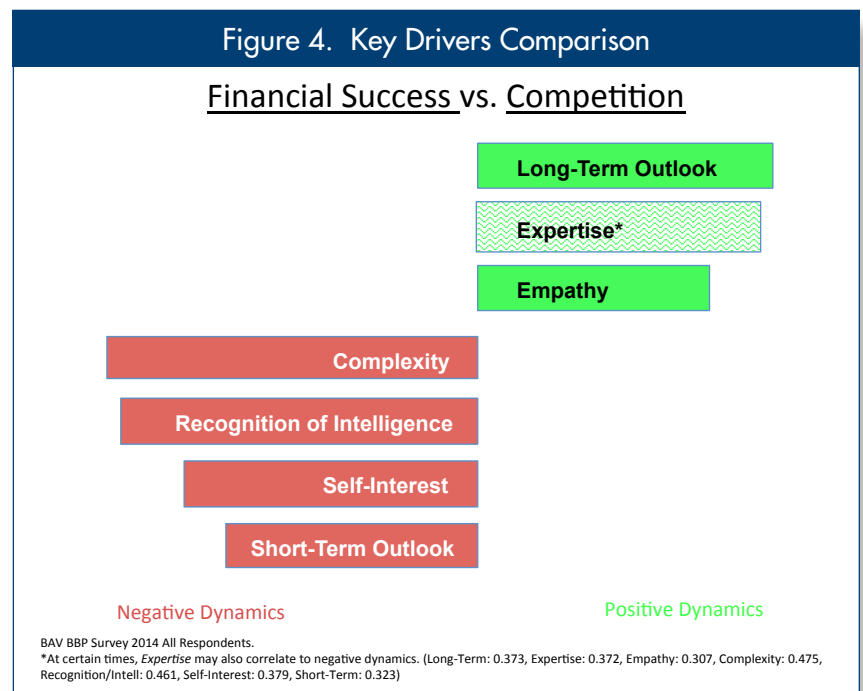 Figure 4. Key Drivers Comparison
Financial Success vs. Competition
Long-Term Outlook
Expertise*
Empathy
Complexity
Recognition of Intelligence
Self-Interest
Short-Term Outlook
Negative Dynamics
Positive Dynamics
BAV BBP Survey 2014 All Respondents.
*At certain times, Expertise may also correlate to negative dynamics. (Long-Term: 0.373, Expertise: 0.372, Empathy: 0.307, Complexity: 0.475,
Recognition/Intell: 0.461, Self-Interest: 0.379, Short-Term: 0.323)